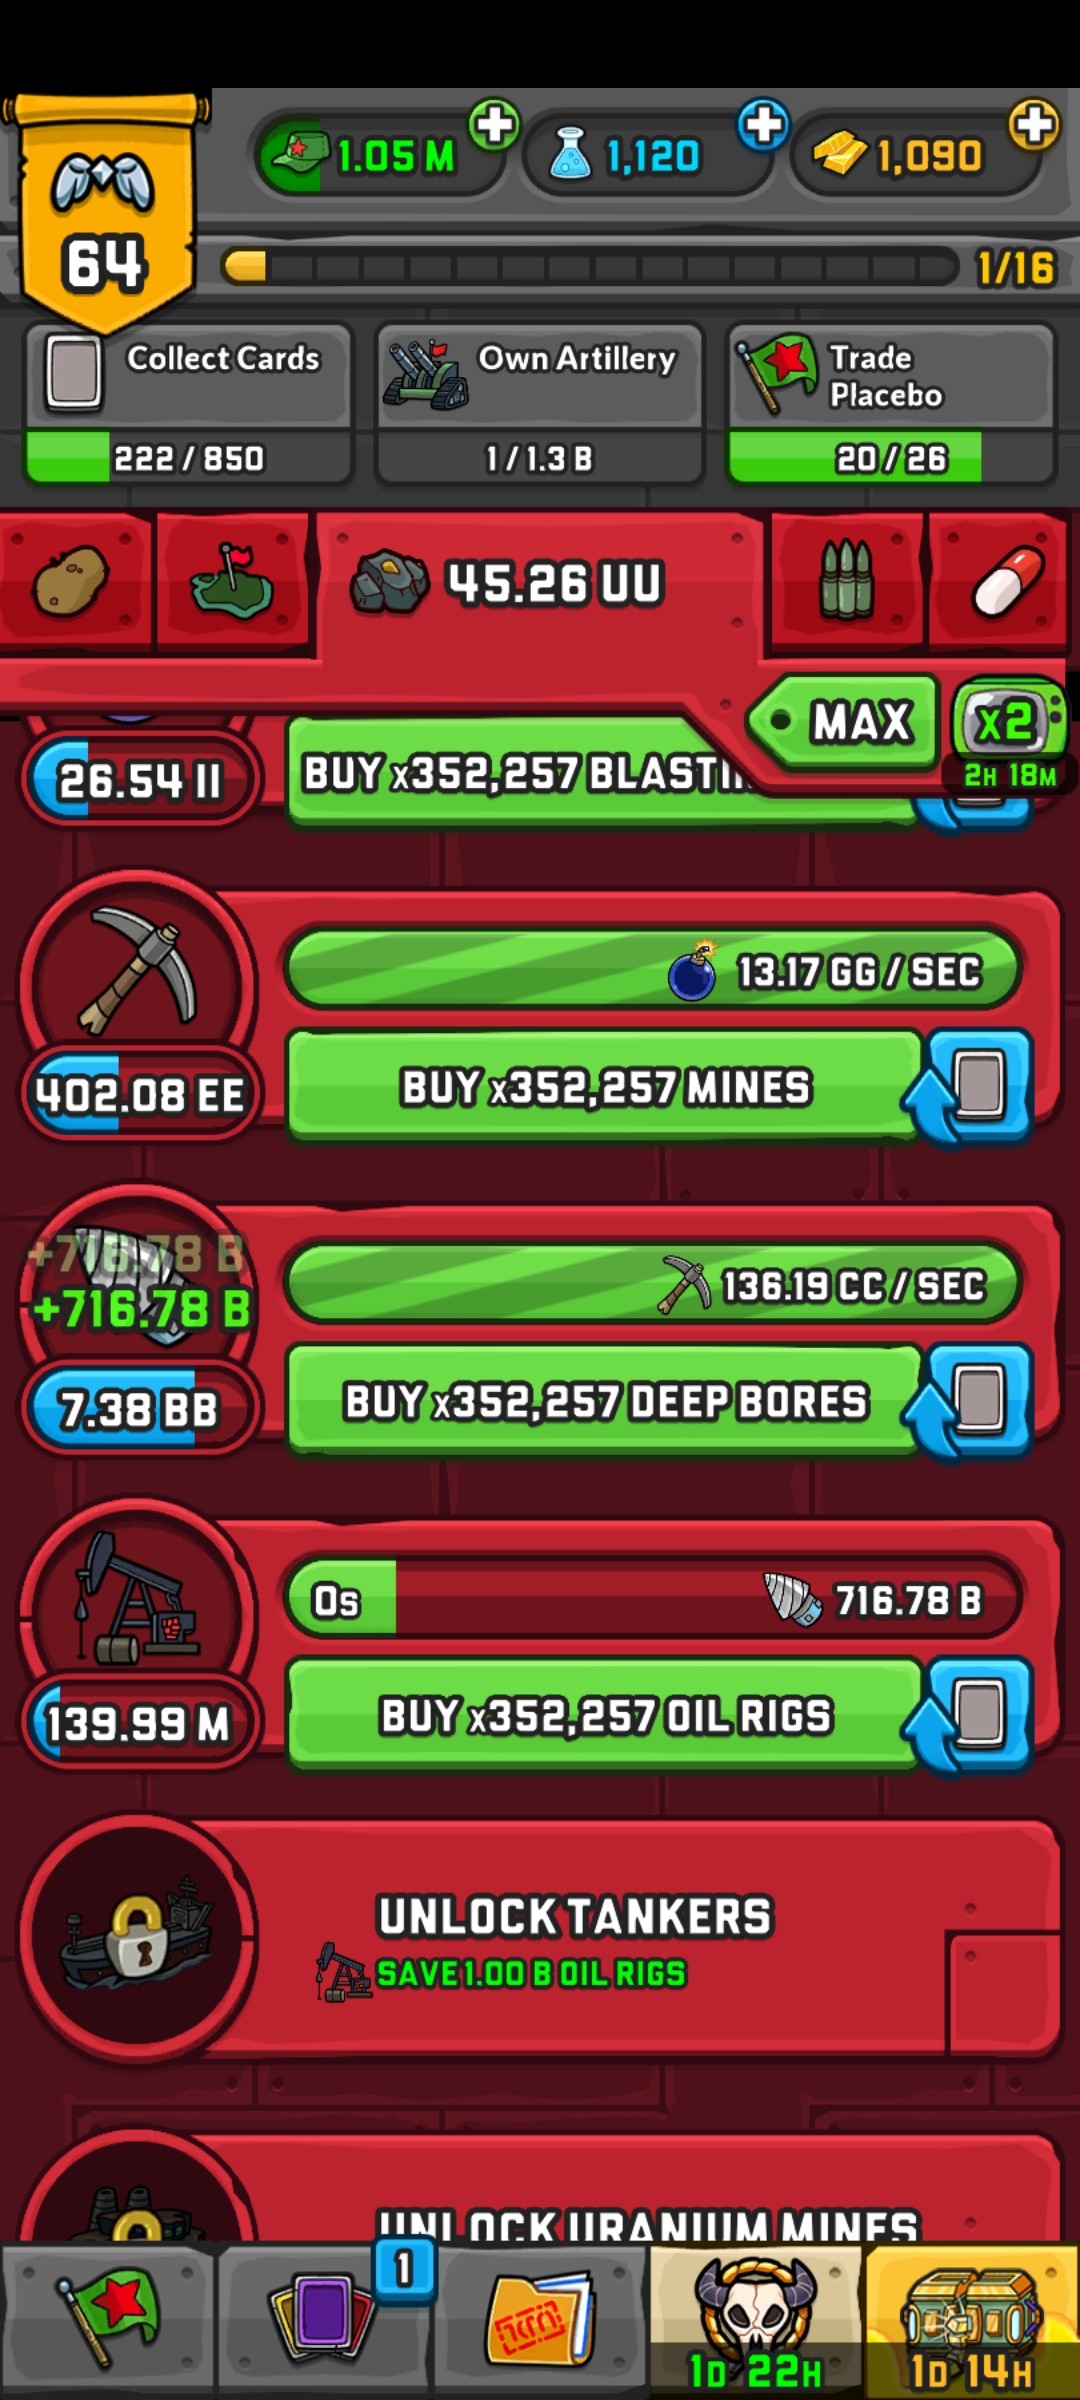 64
1.05 M
1,120
1,090
1/16
Collect Cards
222 / 850
Own Artillery
1 / 1.3 B
Trade
Placebo
20 / 26
45.26 UU
MAX
x2
2H 18M
26.54 II
BUY x352,257
402.08 EE
13.17 GG / SEC
BUY x352,257 MINES
+716.78 B
+716.78 B
7.38 BB
136.19 CC / SEC
BUY x352,257 DEEP BORES
139.99 M
0s
716.78 B
BUY x352,257 OIL RIGS
UNLOCK TANKERS
SAVE 1.00 B OIL RIGS
UNLOCK URANIUM MINES
1
1D 22H
1D 14H